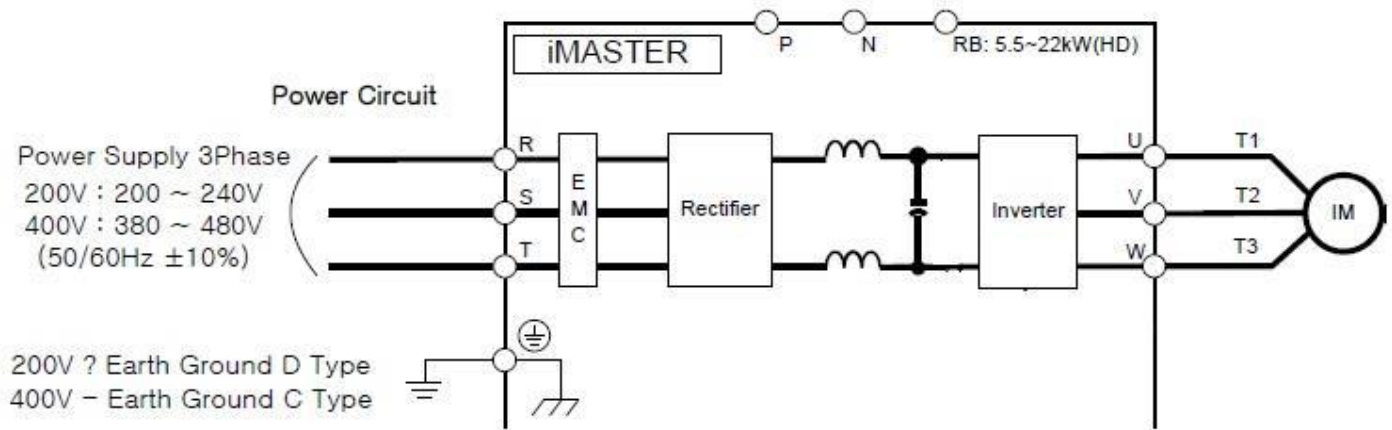 P
N
RB: 5.5~22kW(HD)
iMASTER
Power Circuit
Power Supply 3Phase
200V : 200 ~ 240V
400V : 380 ~ 480V
(50/60Hz ±10%)
R
S
T
E
M
C
Rectifier
Inverter
U
V
W
T1
T2
T3
IM
200V ? Earth Ground D Type
400V - Earth Ground C Type